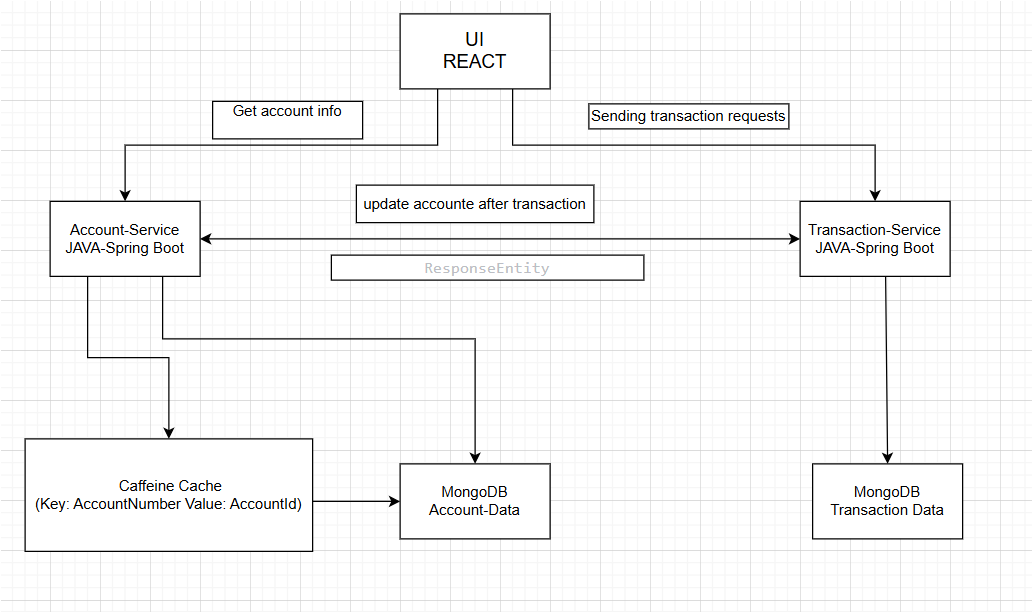 UI
REACT
Get account info
Sending transaction requests
update accounte after transaction
Account-Service
JAVA-Spring Boot
Transaction-Service
JAVA-Spring Boot
ResponseEntity
Caffeine Cache
(Key: AccountNumber Value: AccountId)
MongoDB
Account-Data
MongoDB
Transaction Data